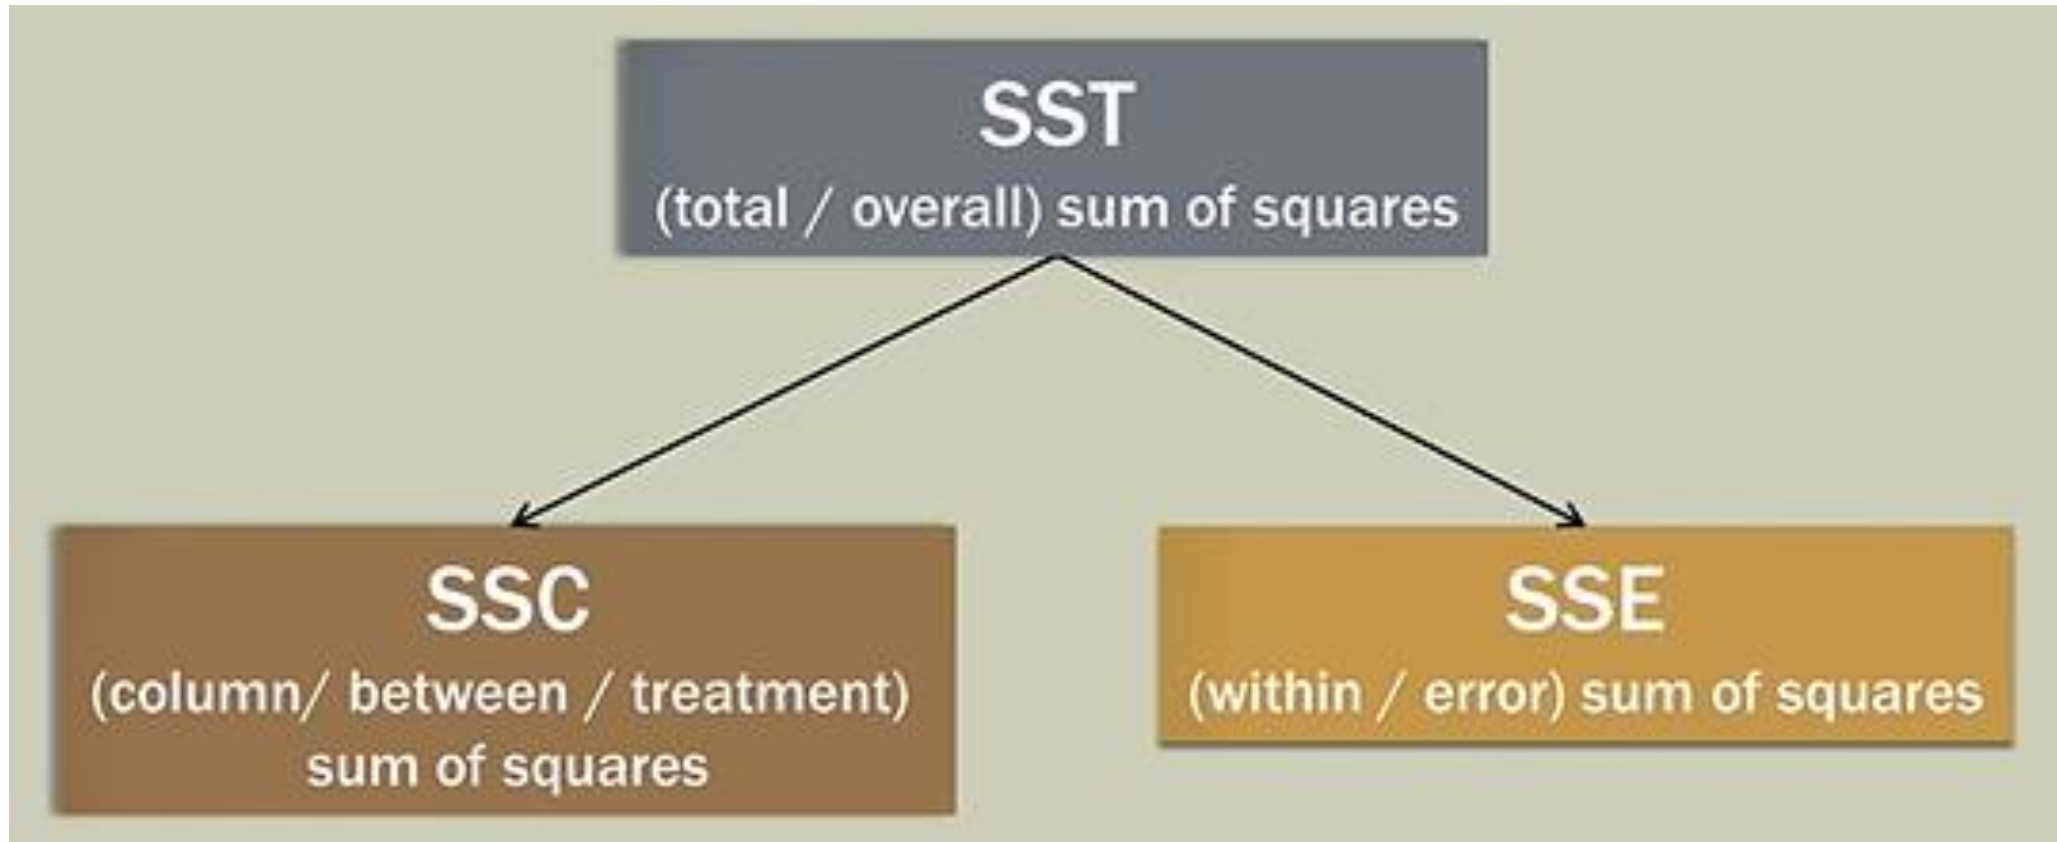 SST
(total / overall) sum of squares
SSC
(column/ between / treatment)
sum of squares
SSE
(within / error) sum of squares